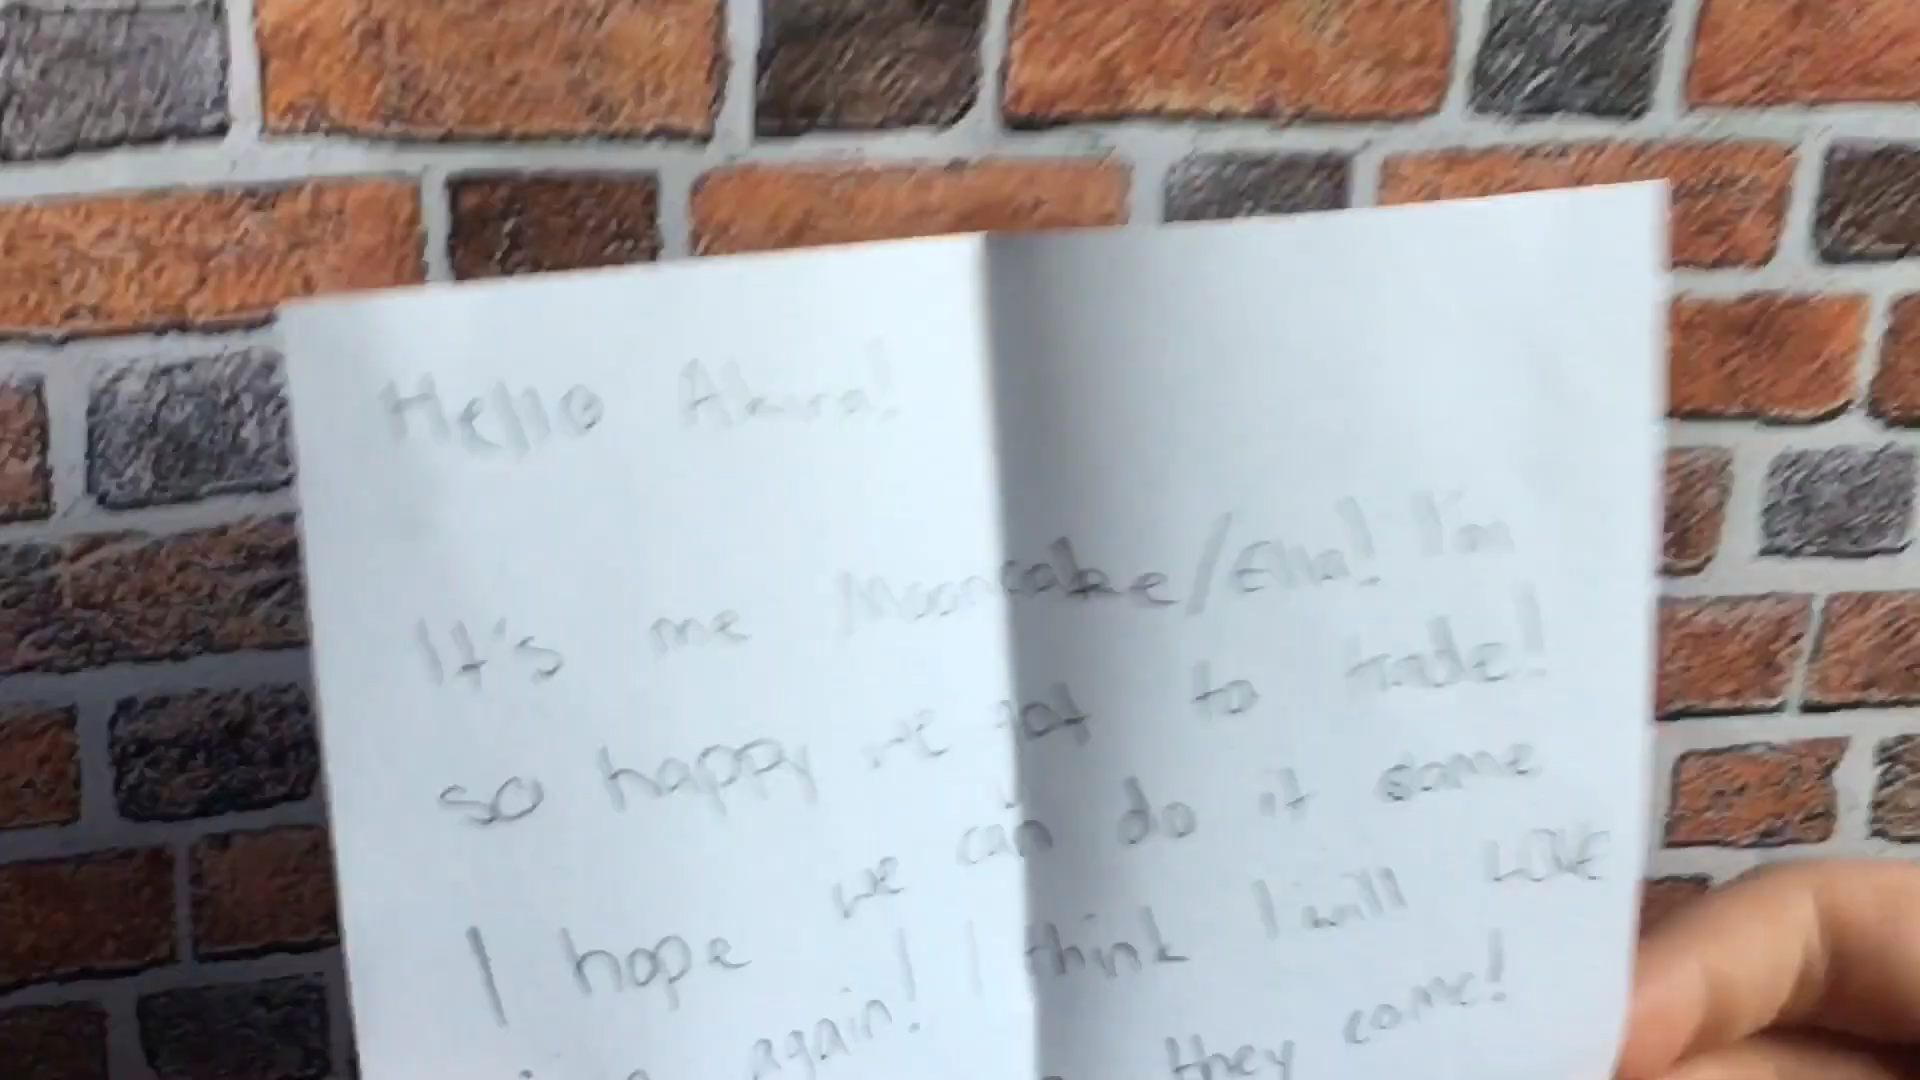 Hello Akira!
It's me Mooncake/Ella! I'm
so happy we got to trade!
I hope we can do it some
again! I think I will LOVE
they come!